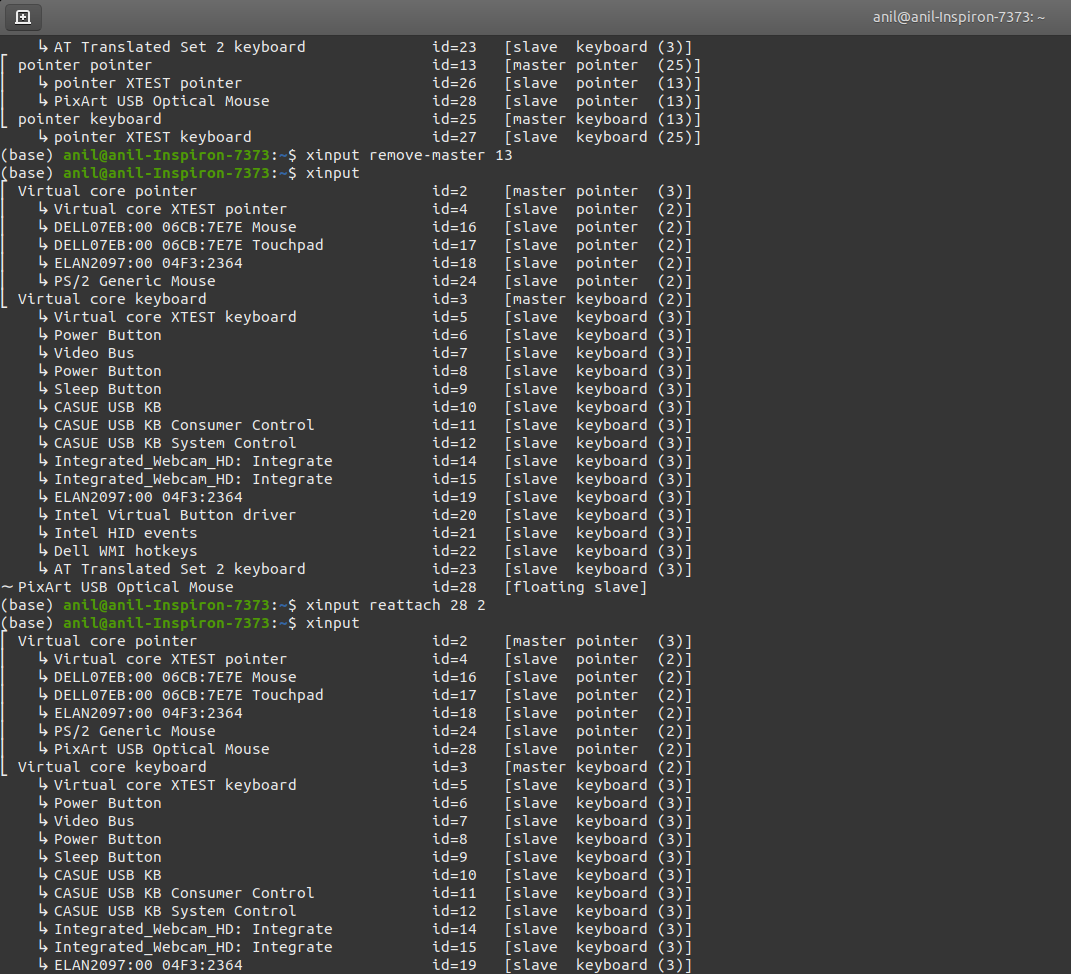 anil@anil-Inspiron-7373: ~
↳ AT Translated Set 2 keyboard id=23 [slave keyboard (3)]
⎡ pointer pointer id=13 [master pointer (25)]
⎜ ↳ pointer XTEST pointer id=26 [slave pointer (13)]
⎜ ↳ PixArt USB Optical Mouse id=28 [slave pointer (13)]
⎣ pointer keyboard id=25 [master keyboard (13)]
↳ pointer XTEST keyboard id=27 [slave keyboard (25)]
(base) anil@anil-Inspiron-7373:~$ xinput remove-master 13
(base) anil@anil-Inspiron-7373:~$ xinput
⎡ Virtual core pointer id=2 [master pointer (3)]
⎜ ↳ Virtual core XTEST pointer id=4 [slave pointer (2)]
⎜ ↳ DELL07EB:00 06CB:7E7E Mouse id=16 [slave pointer (2)]
⎜ ↳ DELL07EB:00 06CB:7E7E Touchpad id=17 [slave pointer (2)]
⎜ ↳ ELAN2097:00 04F3:2364 id=18 [slave pointer (2)]
⎜ ↳ PS/2 Generic Mouse id=24 [slave pointer (2)]
⎣ Virtual core keyboard id=3 [master keyboard (2)]
↳ Virtual core XTEST keyboard id=5 [slave keyboard (3)]
↳ Power Button id=6 [slave keyboard (3)]
↳ Video Bus id=7 [slave keyboard (3)]
↳ Power Button id=8 [slave keyboard (3)]
↳ Sleep Button id=9 [slave keyboard (3)]
↳ CASUE USB KB id=10 [slave keyboard (3)]
↳ CASUE USB KB Consumer Control id=11 [slave keyboard (3)]
↳ CASUE USB KB System Control id=12 [slave keyboard (3)]
↳ Integrated_Webcam_HD: Integrate id=14 [slave keyboard (3)]
↳ Integrated_Webcam_HD: Integrate id=15 [slave keyboard (3)]
↳ ELAN2097:00 04F3:2364 id=19 [slave keyboard (3)]
↳ Intel Virtual Button driver id=20 [slave keyboard (3)]
↳ Intel HID events id=21 [slave keyboard (3)]
↳ Dell WMI hotkeys id=22 [slave keyboard (3)]
↳ AT Translated Set 2 keyboard id=23 [slave keyboard (3)]
∼ PixArt USB Optical Mouse id=28 [floating slave]
(base) anil@anil-Inspiron-7373:~$ xinput reattach 28 2
(base) anil@anil-Inspiron-7373:~$ xinput
⎡ Virtual core pointer id=2 [master pointer (3)]
⎜ ↳ Virtual core XTEST pointer id=4 [slave pointer (2)]
⎜ ↳ DELL07EB:00 06CB:7E7E Mouse id=16 [slave pointer (2)]
⎜ ↳ DELL07EB:00 06CB:7E7E Touchpad id=17 [slave pointer (2)]
⎜ ↳ ELAN2097:00 04F3:2364 id=18 [slave pointer (2)]
⎜ ↳ PS/2 Generic Mouse id=24 [slave pointer (2)]
⎜ ↳ PixArt USB Optical Mouse id=28 [slave pointer (2)]
⎣ Virtual core keyboard id=3 [master keyboard (2)]
↳ Virtual core XTEST keyboard id=5 [slave keyboard (3)]
↳ Power Button id=6 [slave keyboard (3)]
↳ Video Bus id=7 [slave keyboard (3)]
↳ Power Button id=8 [slave keyboard (3)]
↳ Sleep Button id=9 [slave keyboard (3)]
↳ CASUE USB KB id=10 [slave keyboard (3)]
↳ CASUE USB KB Consumer Control id=11 [slave keyboard (3)]
↳ CASUE USB KB System Control id=12 [slave keyboard (3)]
↳ Integrated_Webcam_HD: Integrate id=14 [slave keyboard (3)]
↳ Integrated_Webcam_HD: Integrate id=15 [slave keyboard (3)]
↳ ELAN2097:00 04F3:2364 id=19 [slave keyboard (3)]